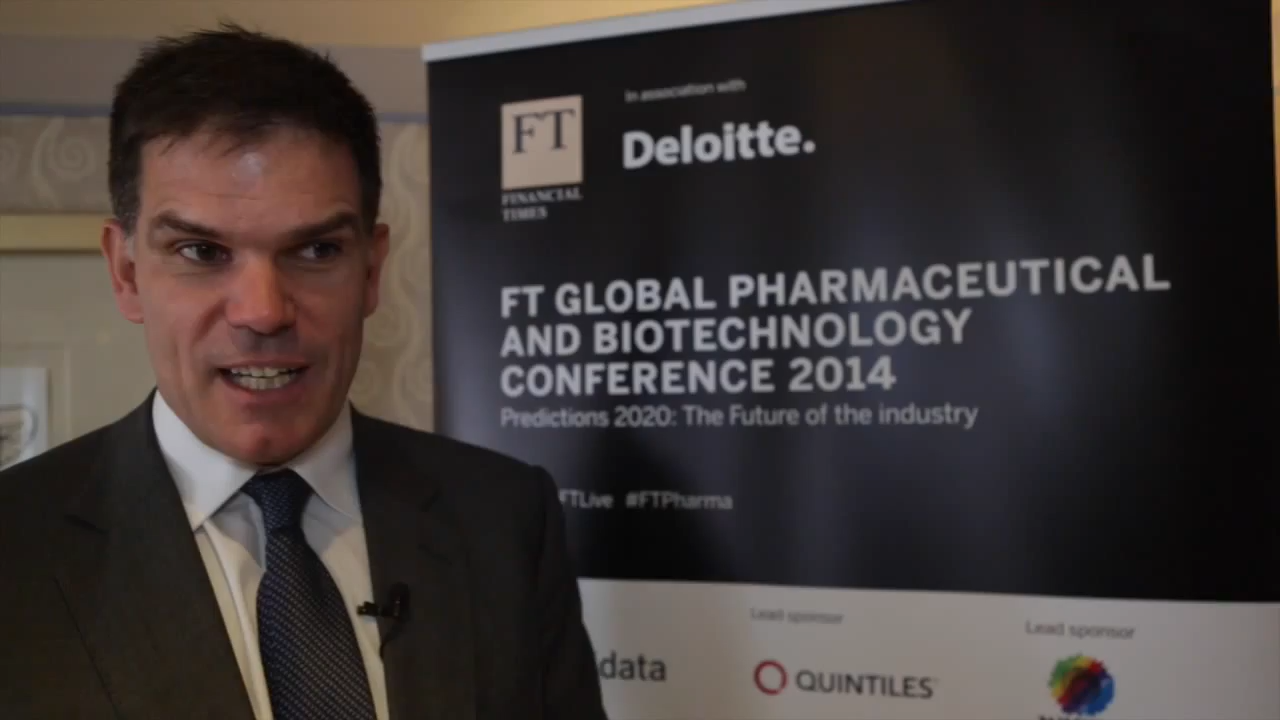 In association with
FT
Deloitte.
FINANCIAL
TIMES
FT GLOBAL PHARMACEUTICAL
AND BIOTECHNOLOGY
CONFERENCE 2014
Predictions 2020: The Future of the industry
FTLive #FTPharma
Lead sponsor
Lead sponsor
data
QUINTILES